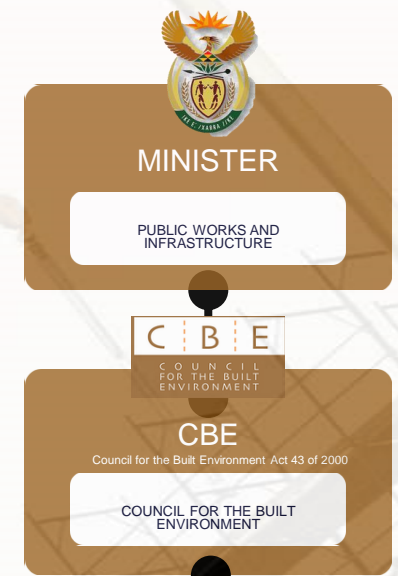 MINISTER
PUBLIC WORKS AND
INFRASTRUCTURE
C B E
COUNCIL
FOR THE BUILT
ENVIRONMENT
CBE
Council for the Built Environment Act 43 of 2000
COUNCIL FOR THE BUILT
ENVIRONMENT